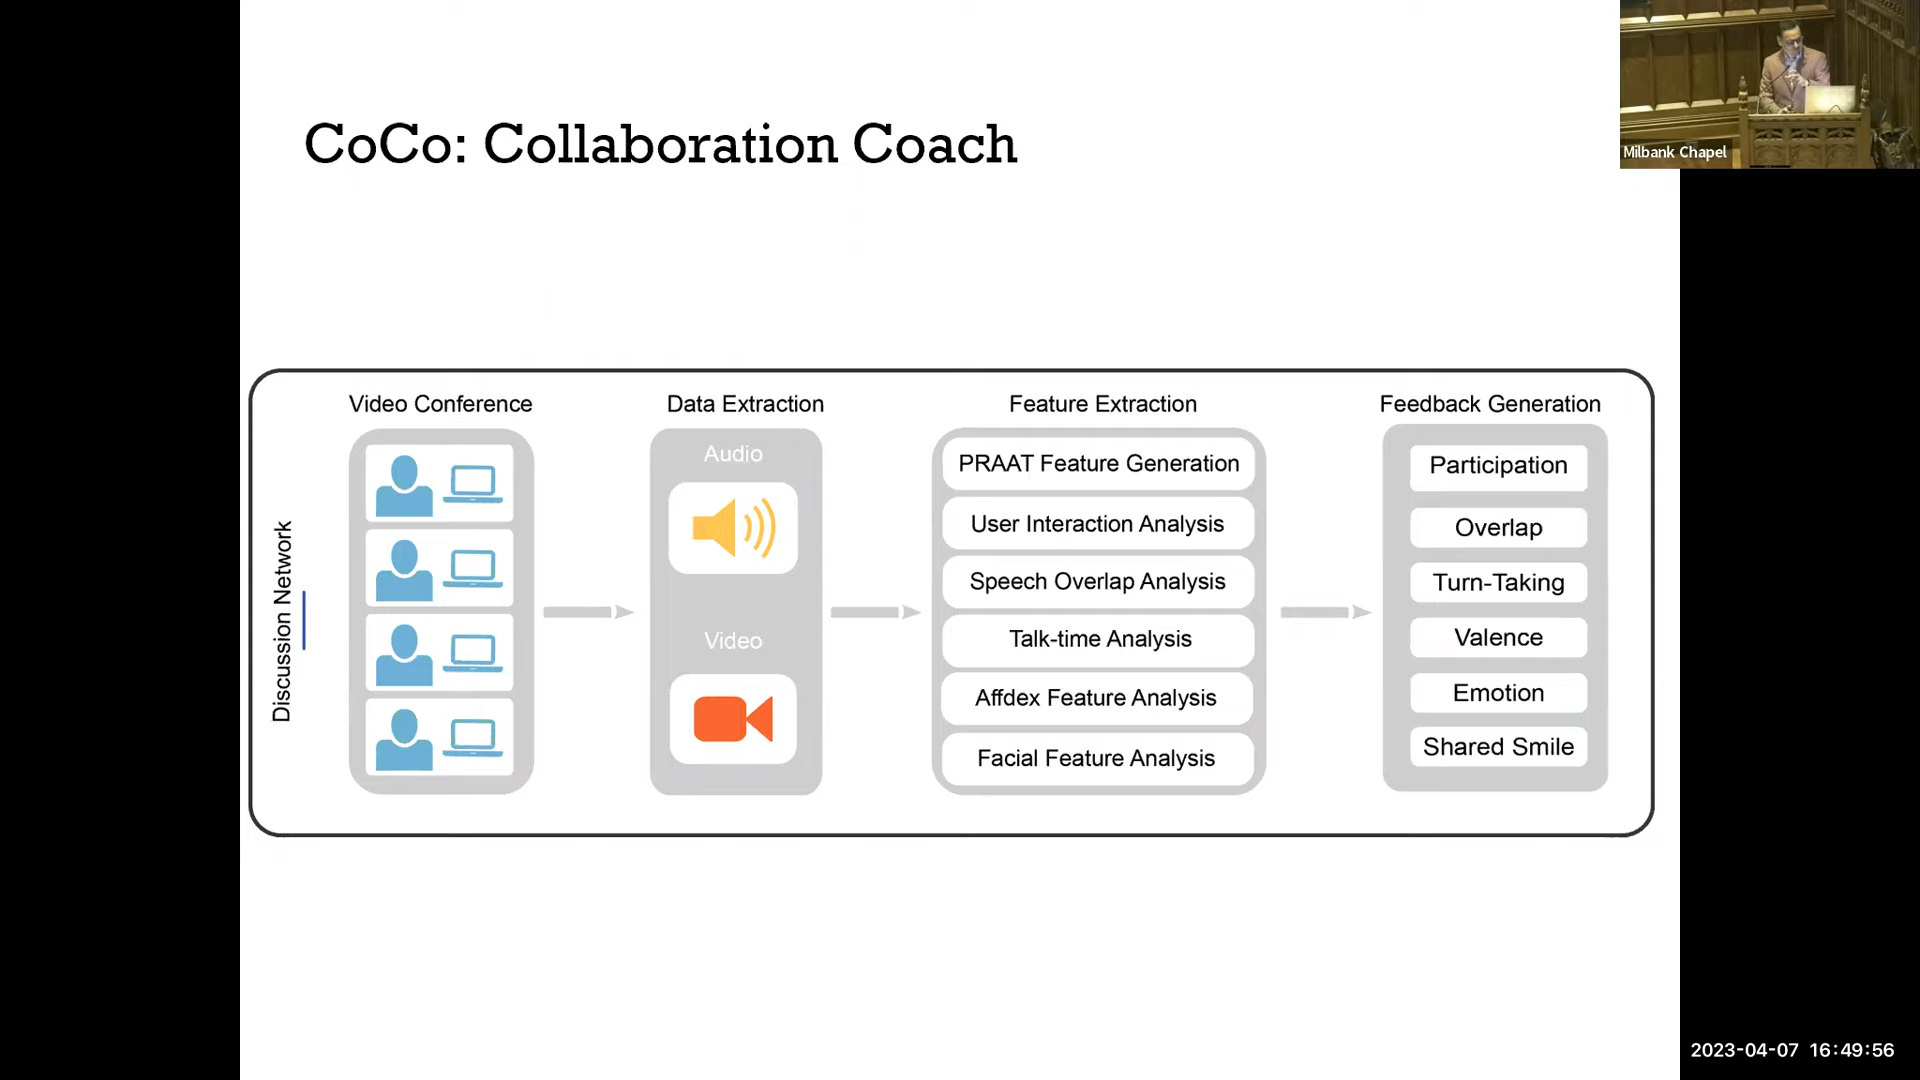 CoCo: Collaboration Coach
Milbank Chapel
Discussion Network
Video Conference
Data Extraction
Audio
Video
Feature Extraction
PRAAT Feature Generation
User Interaction Analysis
Speech Overlap Analysis
Talk-time Analysis
Affdex Feature Analysis
Facial Feature Analysis
Feedback Generation
Participation
Overlap
Turn-Taking
Valence
Emotion
Shared Smile
2023-04-07 16:49:56